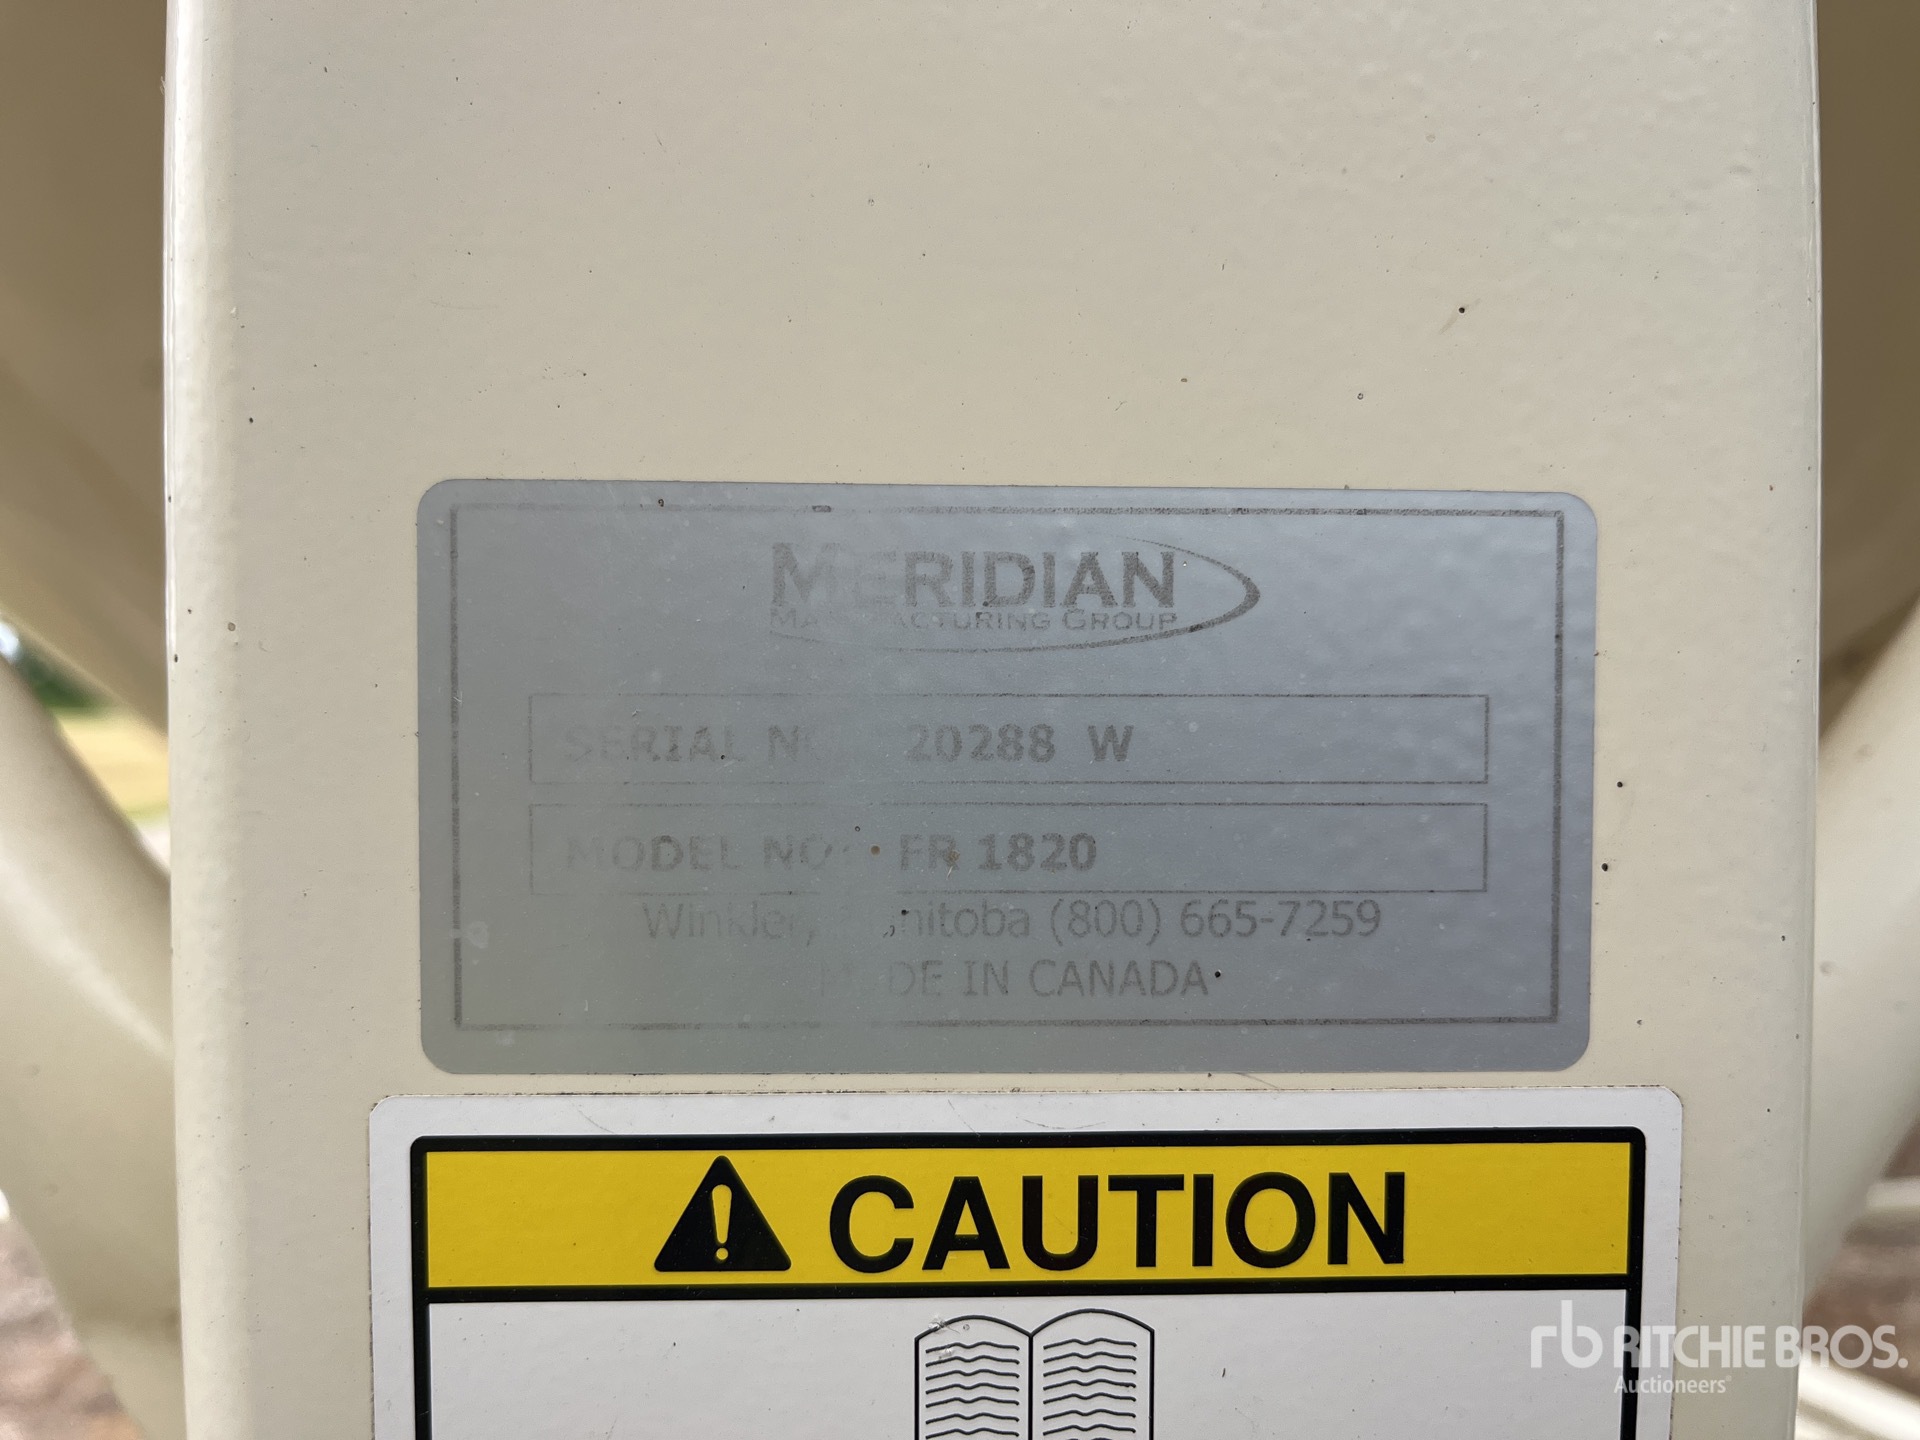 MERIDIAN
MANUFACTURING GROUP
SERIAL NO: 20288 W
MODEL NO: FR 1820
Winkler, Manitoba (800) 665-7259
MADE IN CANADA
CAUTION
rb RITCHIE BROS.
Auctioneers